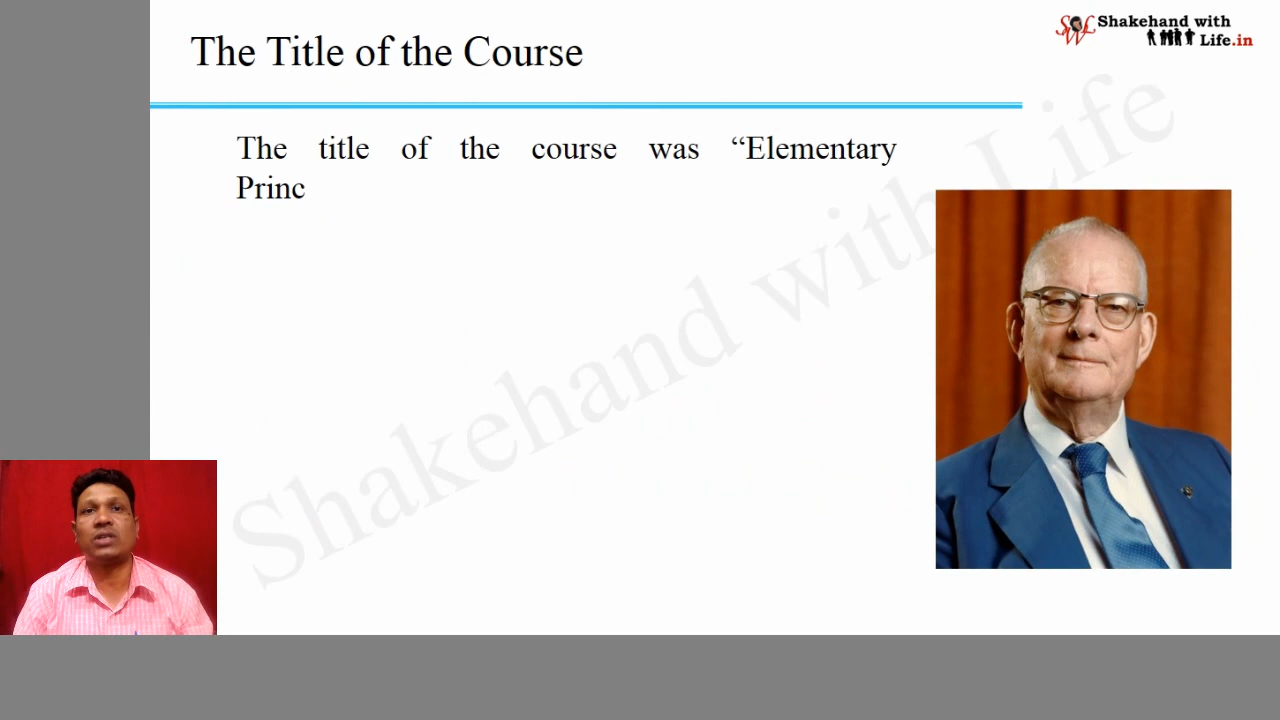 The Title of the Course
Shakehand with
Life.in
The title of the course was “Elementary
Princ
Shakehand with Life